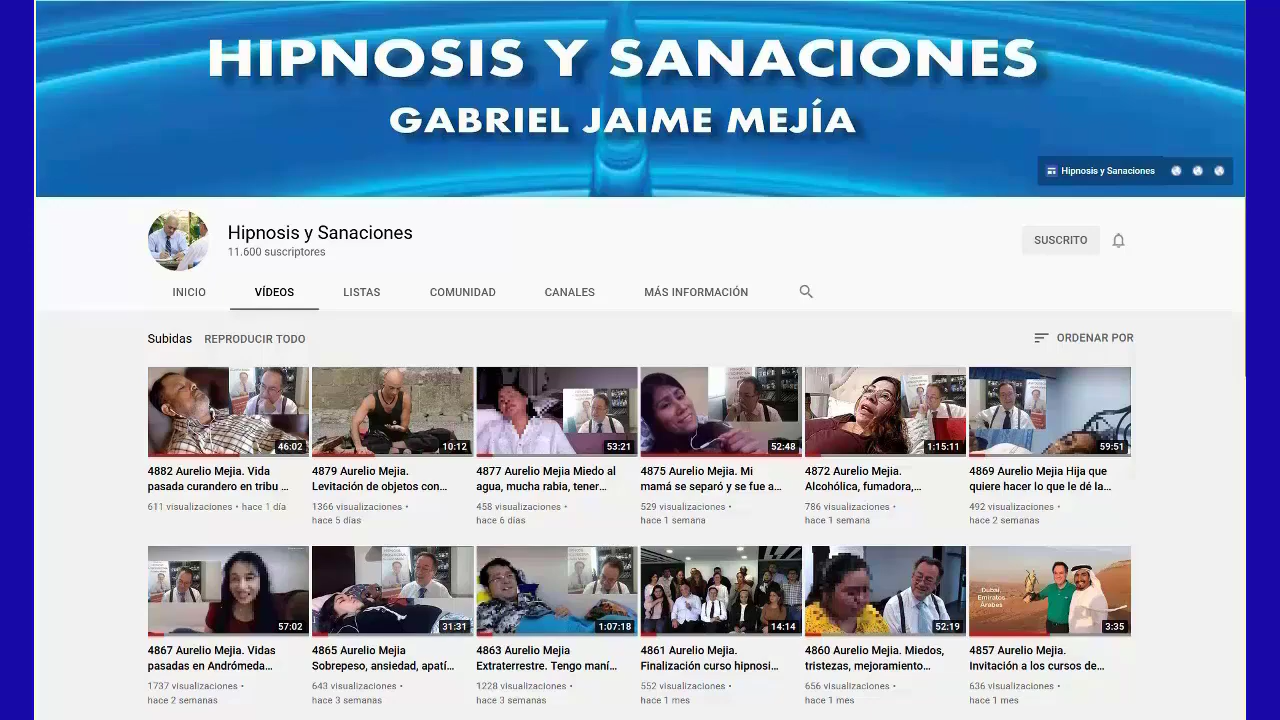 HIPNOSIS Y SANACIONES
GABRIEL JAIME MEJÍA
Hipnosis y Sanaciones
Hipnosis y Sanaciones
11.600 suscriptores
SUSCRITO
INICIO VÍDEOS LISTAS COMUNIDAD CANALES MÁS INFORMACIÓN
Subidas REPRODUCIR TODO ORDENAR POR
46:02 10:12 53:21 52:48 1:15:11 59:51
4882 Aurelio Mejia. Vida
pasada curandero en tribu ...
611 visualizaciones • hace 1 día
4879 Aurelio Mejia.
Levitación de objetos con...
1366 visualizaciones •
hace 5 días
4877 Aurelio Mejia Miedo al
agua, mucha rabia, tener...
458 visualizaciones •
hace 6 días
4875 Aurelio Mejia. Mi
mamá se separó y se fue a...
529 visualizaciones •
hace 1 semana
4872 Aurelio Mejia.
Alcohólica, fumadora,...
786 visualizaciones •
hace 1 semana
4869 Aurelio Mejia Hija que
quiere hacer lo que le dé la...
492 visualizaciones •
hace 2 semanas
Dubai,
Emiratos
Árabes
57:02 31:31 1:07:18 14:14 52:19 3:35
4867 Aurelio Mejia. Vidas
pasadas en Andrómeda...
1737 visualizaciones •
hace 2 semanas
4865 Aurelio Mejia
Sobrepeso, ansiedad, apatí...
643 visualizaciones •
hace 3 semanas
4863 Aurelio Mejia
Extraterrestre. Tengo maní...
1228 visualizaciones •
hace 3 semanas
4861 Aurelio Mejia.
Finalización curso hipnosi...
552 visualizaciones •
hace 1 mes
4860 Aurelio Mejia. Miedos,
tristezas, mejoramiento...
656 visualizaciones •
hace 1 mes
4857 Aurelio Mejia.
Invitación a los cursos de...
636 visualizaciones •
hace 1 mes